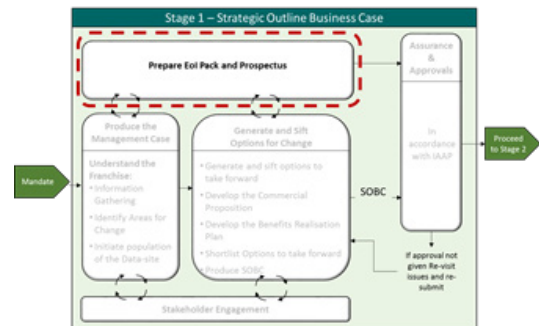 Stage 1 – Strategic Outline Business Case
Prepare EoI Pack and Prospectus
Assurance
&
Approvals
In
accordance
with IAAP
Produce the
Management Case
Understand the
Franchise:
• Information
Gathering
• Identify Areas for
Change
• Initiate population
of the Data-site
Generate and Sift
Options for Change
• Generate and sift options to
take forward
• Develop the Commercial
Proposition
• Develop the Benefits Realisation
Plan
• Shortlist Options to take forward
• Produce SOBC
Mandate
SOBC
Proceed
to Stage 2
If approval not
given Re-visit
issues and re-
submit
Stakeholder Engagement